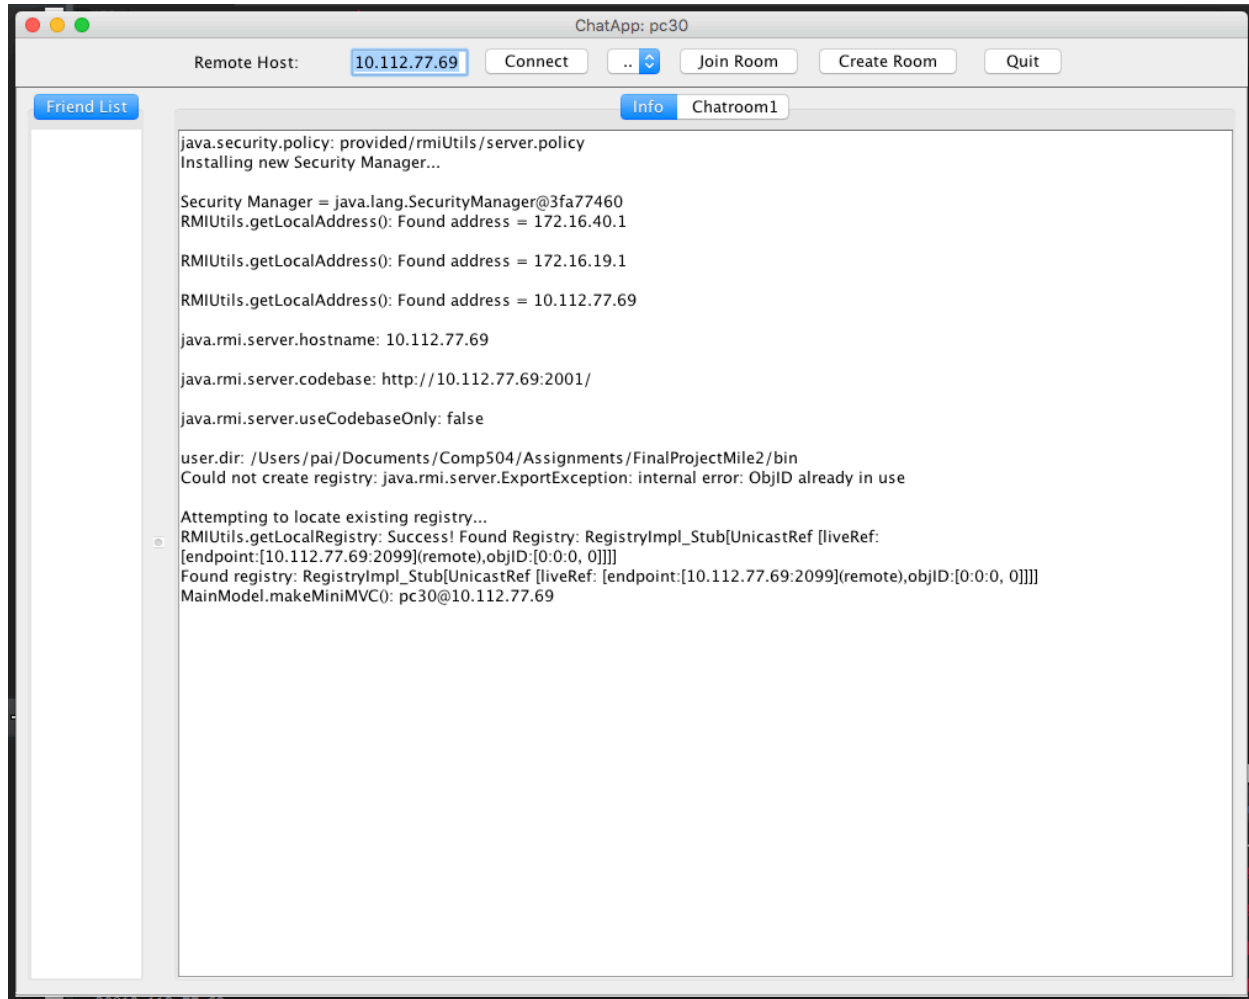 ChatApp: pc30
Remote Host: 10.112.77.69 Connect .. Join Room Create Room Quit
Friend List Info Chatroom1
java.security.policy: provided/rmiUtils/server.policy
Installing new Security Manager...
Security Manager = java.lang.SecurityManager@3fa77460
RMIUtils.getLocalAddress(): Found address = 172.16.40.1
RMIUtils.getLocalAddress(): Found address = 172.16.19.1
RMIUtils.getLocalAddress(): Found address = 10.112.77.69
java.rmi.server.hostname: 10.112.77.69
java.rmi.server.codebase: http://10.112.77.69:2001/
java.rmi.server.useCodebaseOnly: false
user.dir: /Users/pai/Documents/Comp504/Assignments/FinalProjectMile2/bin
Could not create registry: java.rmi.server.ExportException: internal error: ObjID already in use
Attempting to locate existing registry...
RMIUtils.getLocalRegistry: Success! Found Registry: RegistryImpl_Stub[UnicastRef [liveRef:
[endpoint:[10.112.77.69:2099](remote),objID:[0:0:0, 0]]]]
Found registry: RegistryImpl_Stub[UnicastRef [liveRef: [endpoint:[10.112.77.69:2099](remote),objID:[0:0:0, 0]]]]
MainModel.makeMiniMVC(): pc30@10.112.77.69